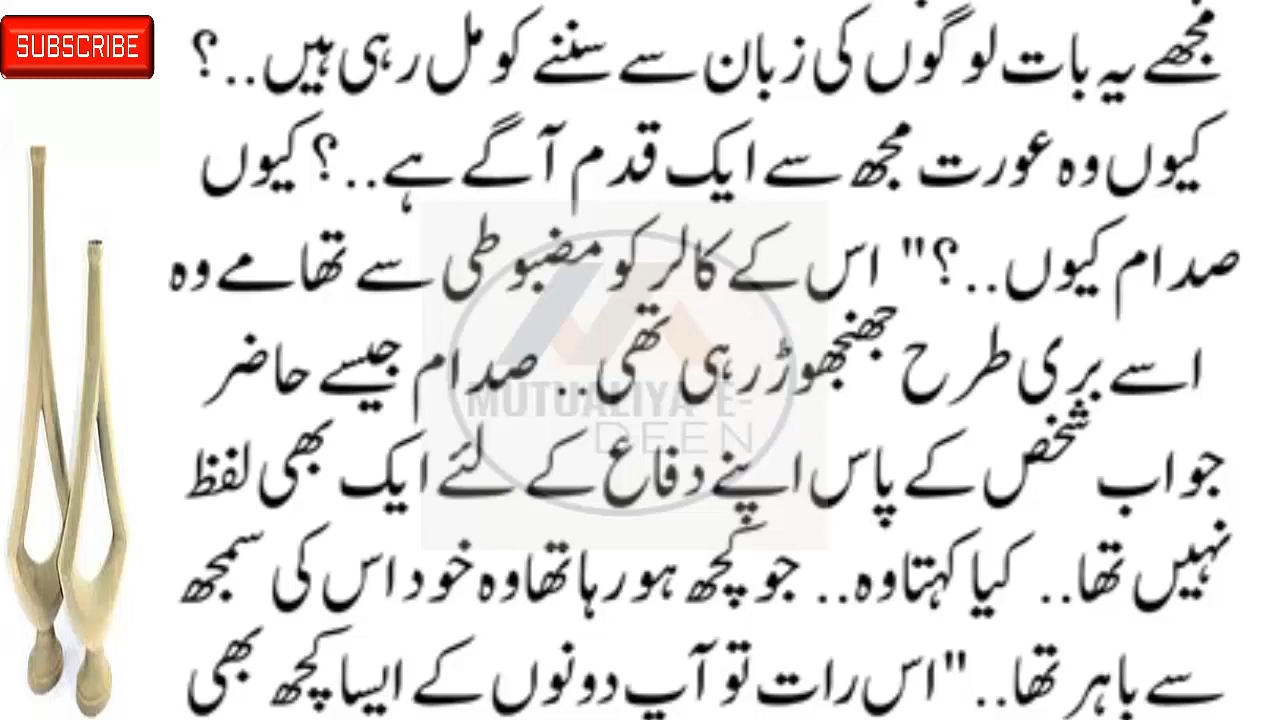 SUBSCRIBE
مجھے یہ بات لوگوں کی زبان سے سننے کو مل رہی ہیں..؟
کیوں وہ عورت مجھ سے ایک قدم آگے ہے..؟ کیوں
صدام کیوں..؟" اس کے کالر کو مضبوطی سے تھامے وہ
اسے بری طرح جھنجھوڑ رہی تھی.. صدام جیسے حاضر
جواب شخص کے پاس اپنے دفاع کے لئے ایک بھی لفظ
نہیں تھا.. کیا کہتا وہ.. جو کچھ ہو رہا تھا وہ خود اس کی سمجھ
سے باہر تھا.. "اس رات تو آپ دونوں کے ایسا کچھ بھی
MUTUALIYA-E-
DEEN